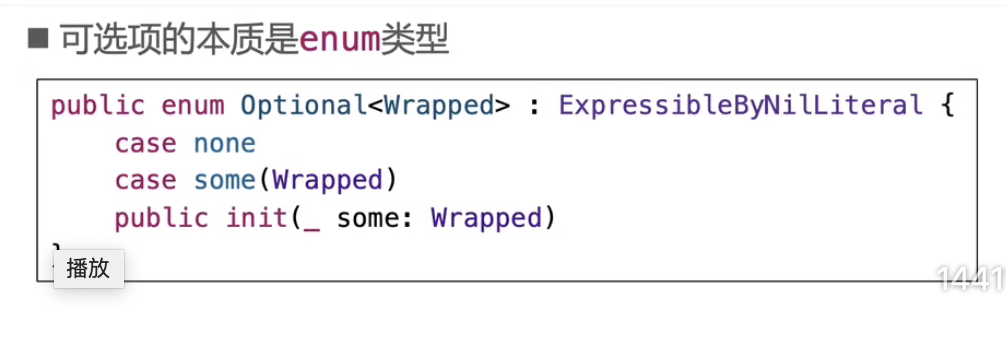 ■ 可选项的本质是enum类型
public enum Optional<Wrapped> : ExpressibleByNilLiteral {
    case none
    case some(Wrapped)
    public init(_ some: Wrapped)
}
播放
1441